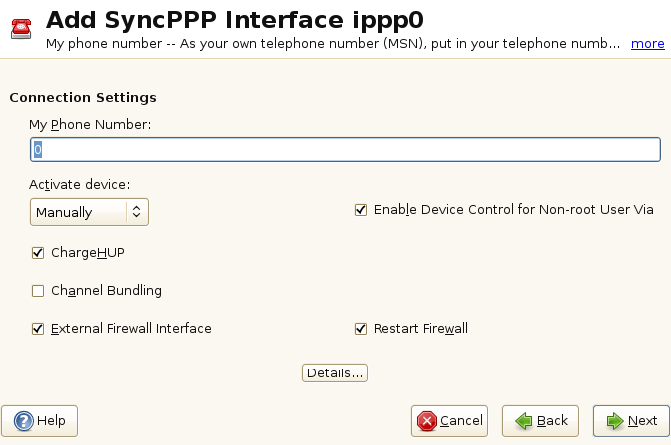 Add SyncPPP Interface ippp0
My phone number -- As your own telephone number (MSN), put in your telephone numb... more
Connection Settings
My Phone Number:
0
Activate device:
Manually
Enable Device Control for Non-root User Via
ChargeHUP
Channel Bundling
External Firewall Interface
Restart Firewall
Details...
Help
Cancel
Back
Next